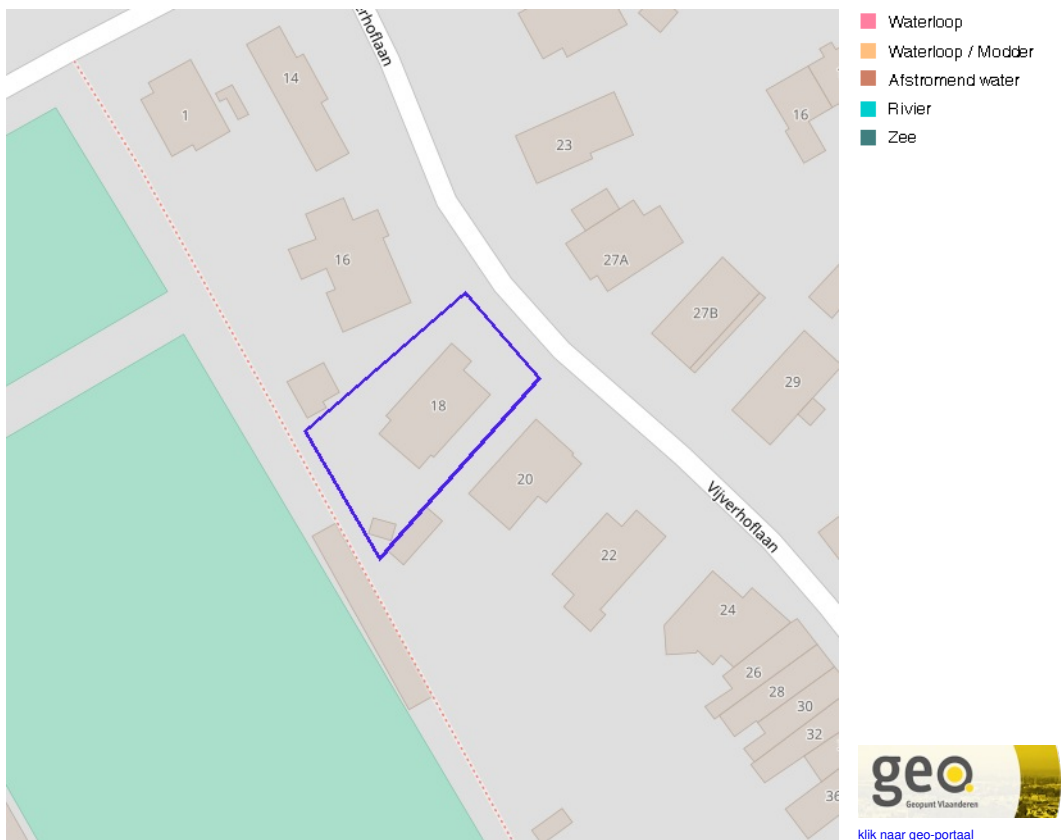 verhoflaan
14
1
23
16
16
27A
27B
29
18
20
Vijverhoflaan
22
24
26
28
30
32
36
Waterloop
Waterloop / Modder
Afstromend water
Rivier
Zee
geo.
Geopunt Vlaanderen
klik naar geo-portaal